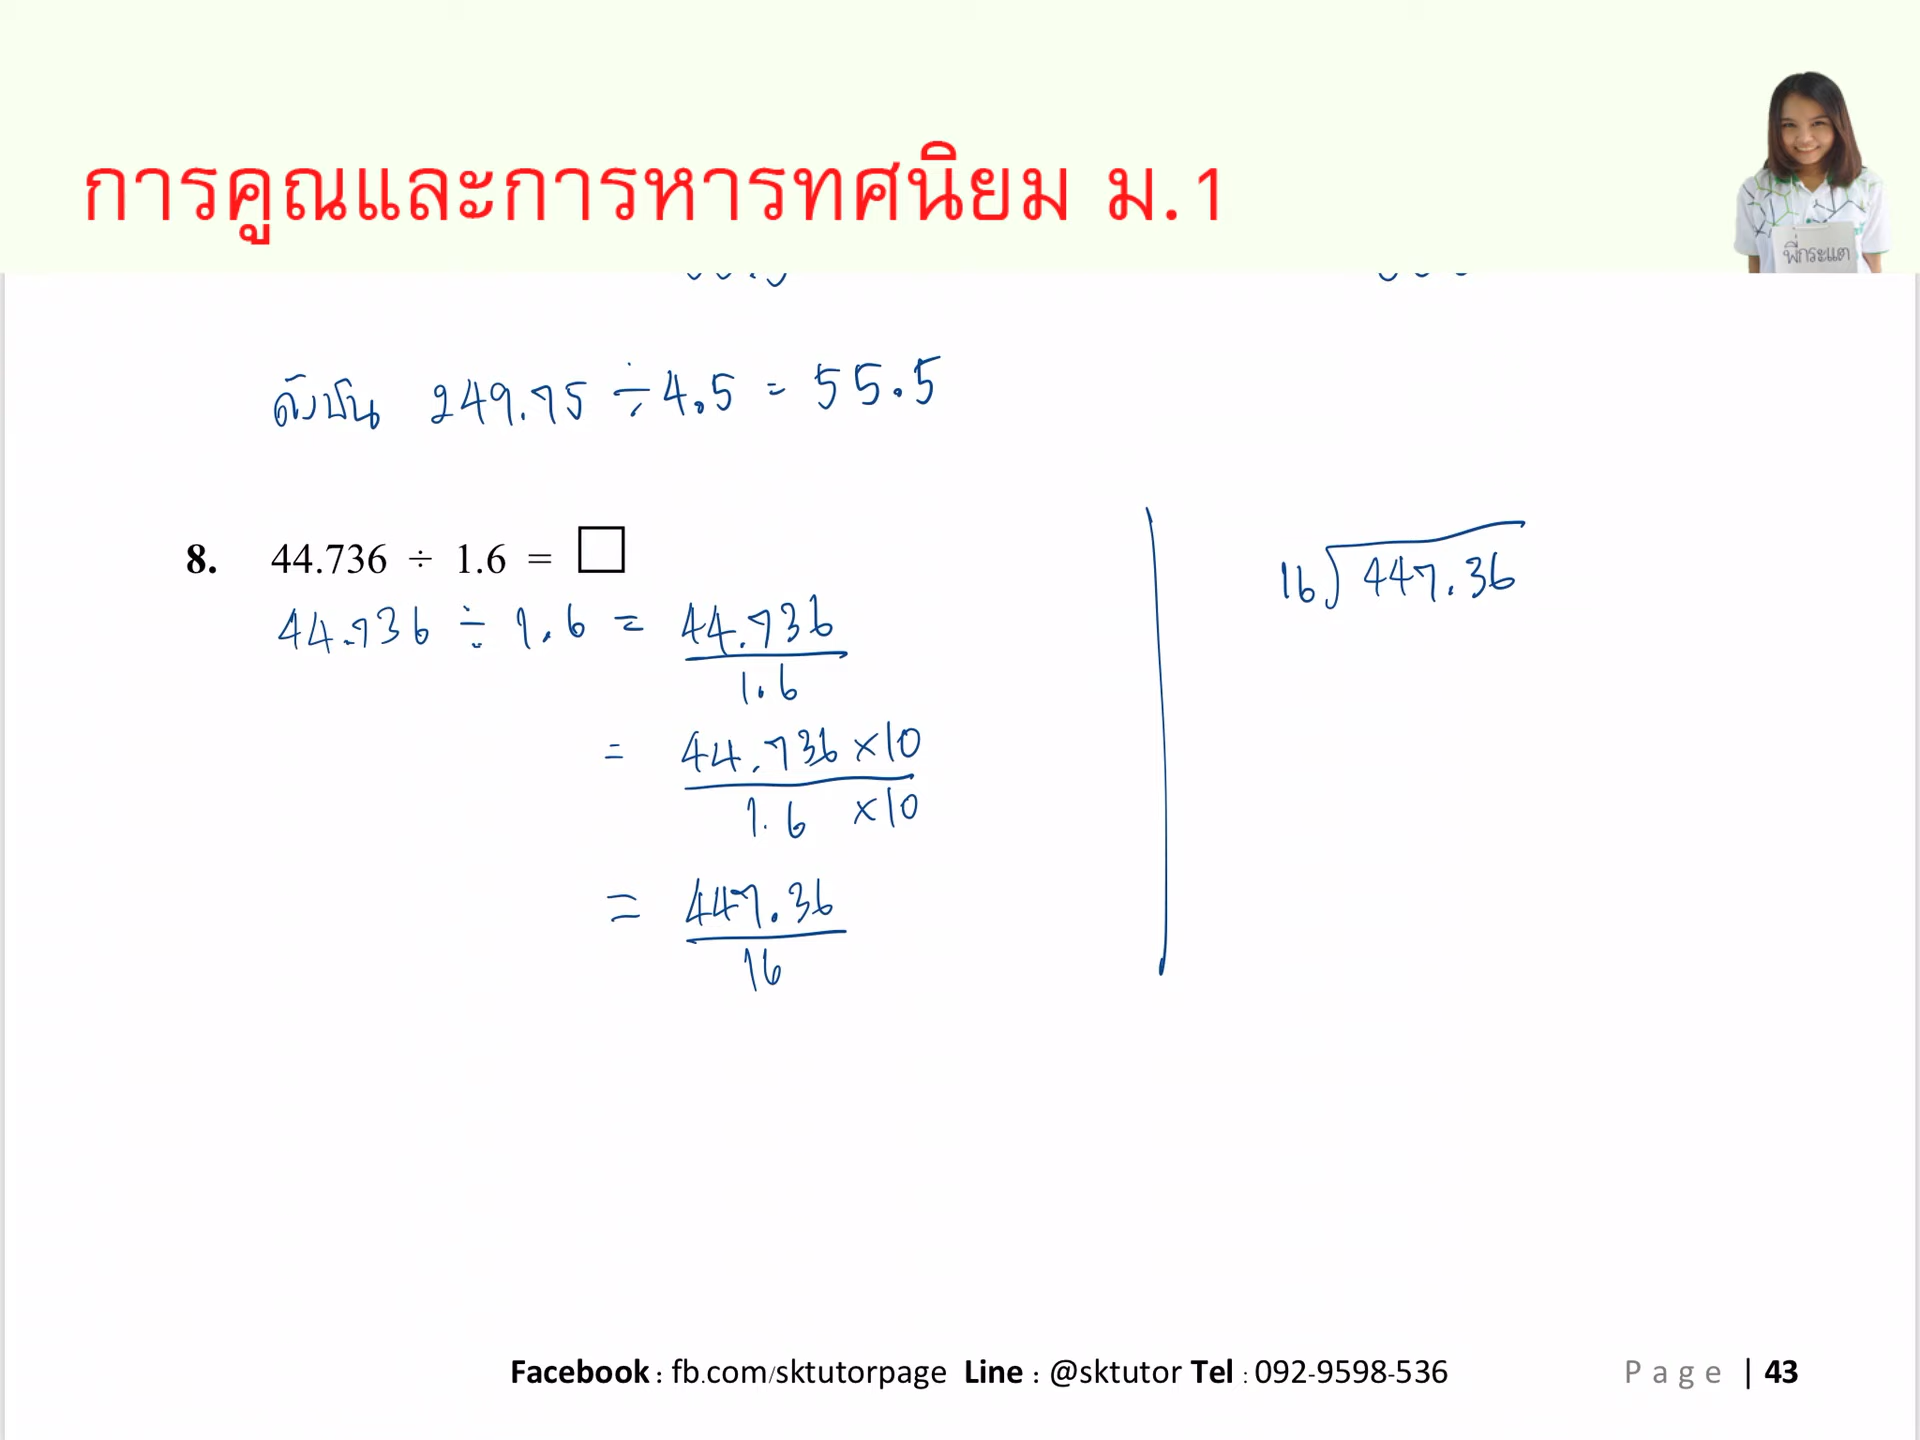 การคูณและการหารทศนิยม ม.1
พี่กระแต
ดังนั้น 249.75 ÷ 4.5 = 55.5
8. 44.736 ÷ 1.6 = □
44.736 ÷ 1.6 = 44.736
1.6
= 44.736 ×10
1.6 ×10
= 447.36
16
16 447.36
Facebook : fb.com/sktutorpage Line : @sktutor Tel : 092-9598-536
Page | 43